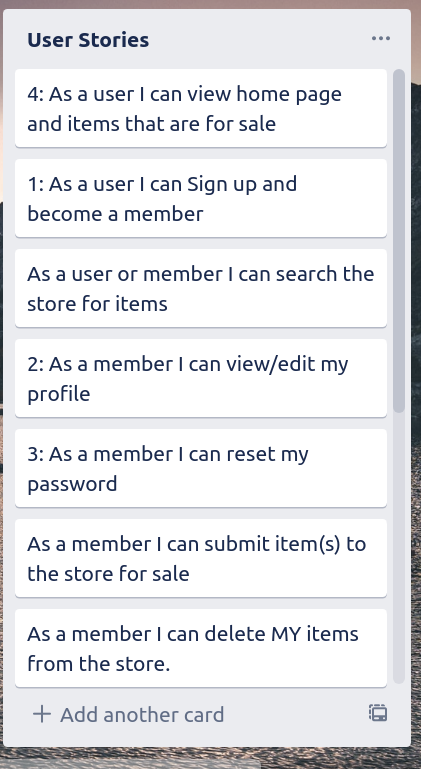 User Stories
4: As a user I can view home page
and items that are for sale
1: As a user I can Sign up and
become a member
As a user or member I can search the
store for items
2: As a member I can view/edit my
profile
3: As a member I can reset my
password
As a member I can submit item(s) to
the store for sale
As a member I can delete MY items
from the store.
Add another card